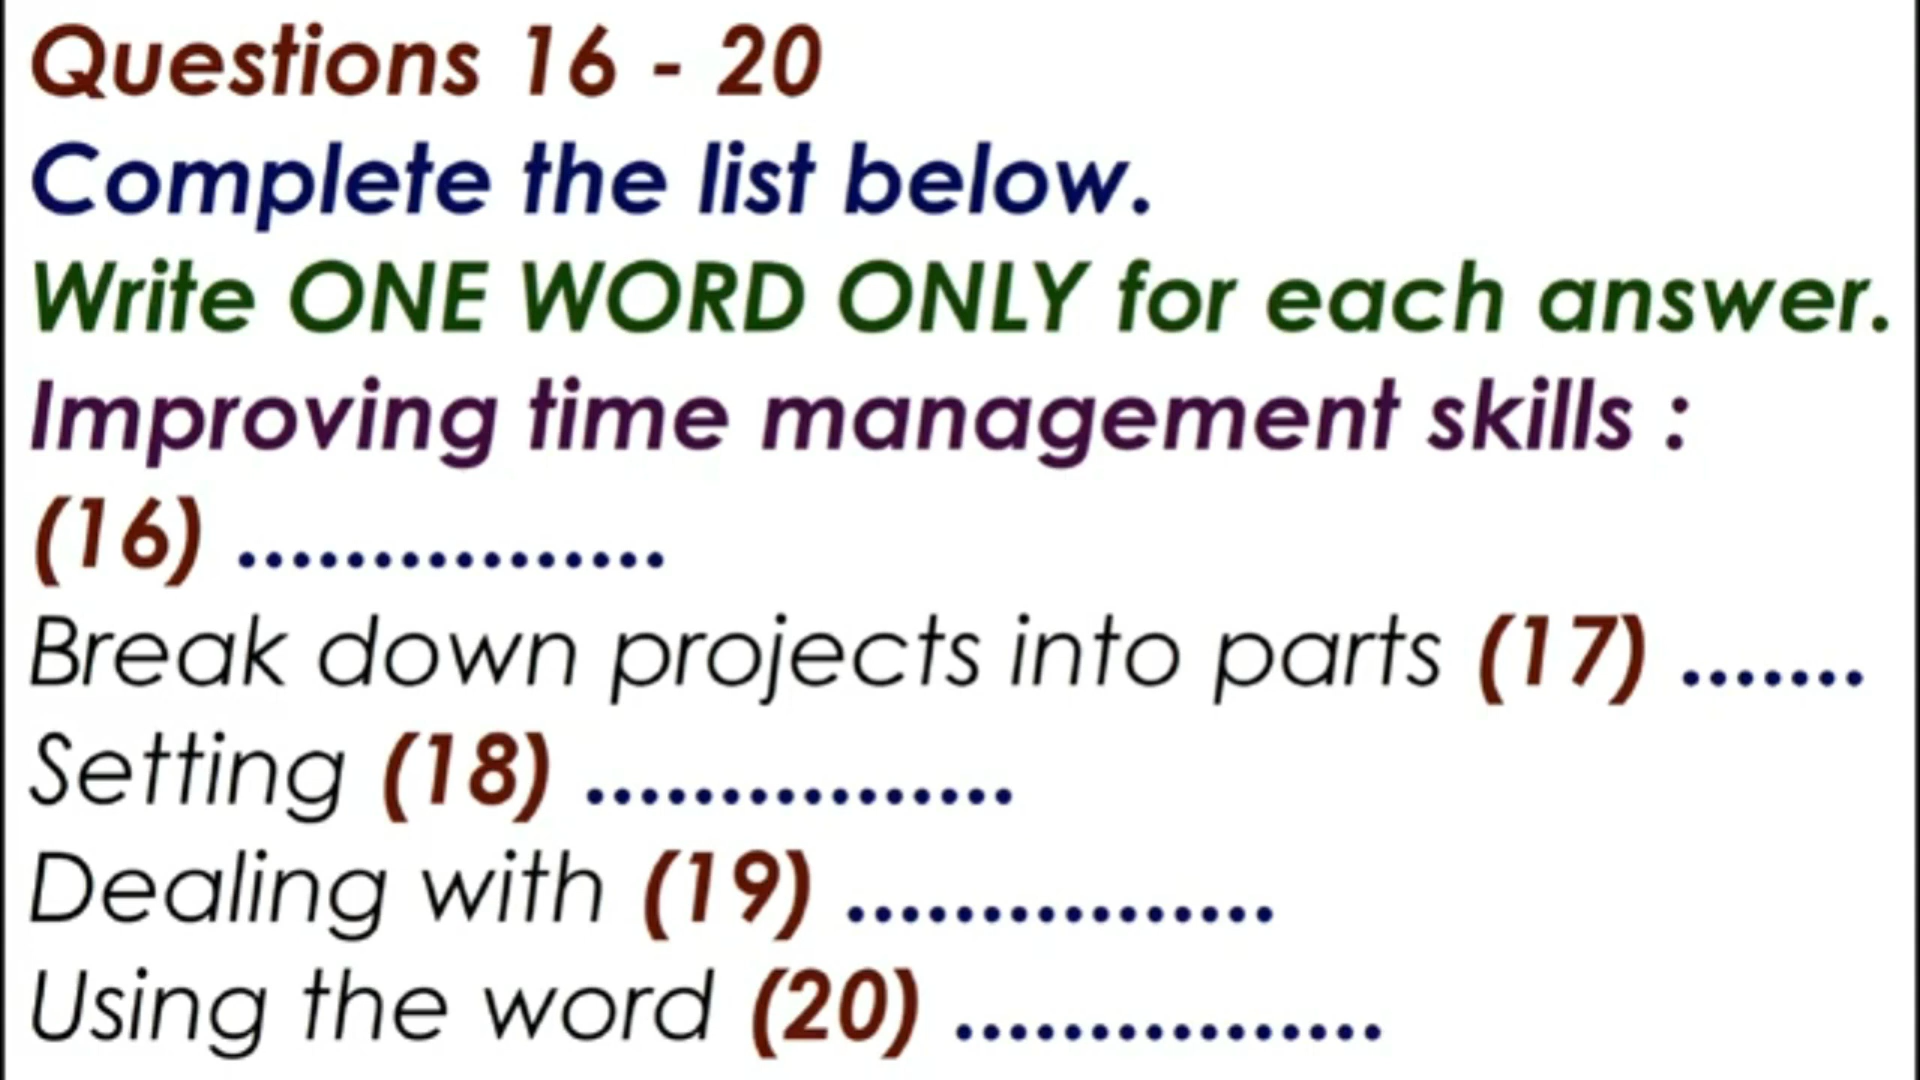 Questions 16 - 20
Complete the list below.
Write ONE WORD ONLY for each answer.
Improving time management skills :
(16) ................
Break down projects into parts (17) .......
Setting (18) ................
Dealing with (19) ................
Using the word (20) ................